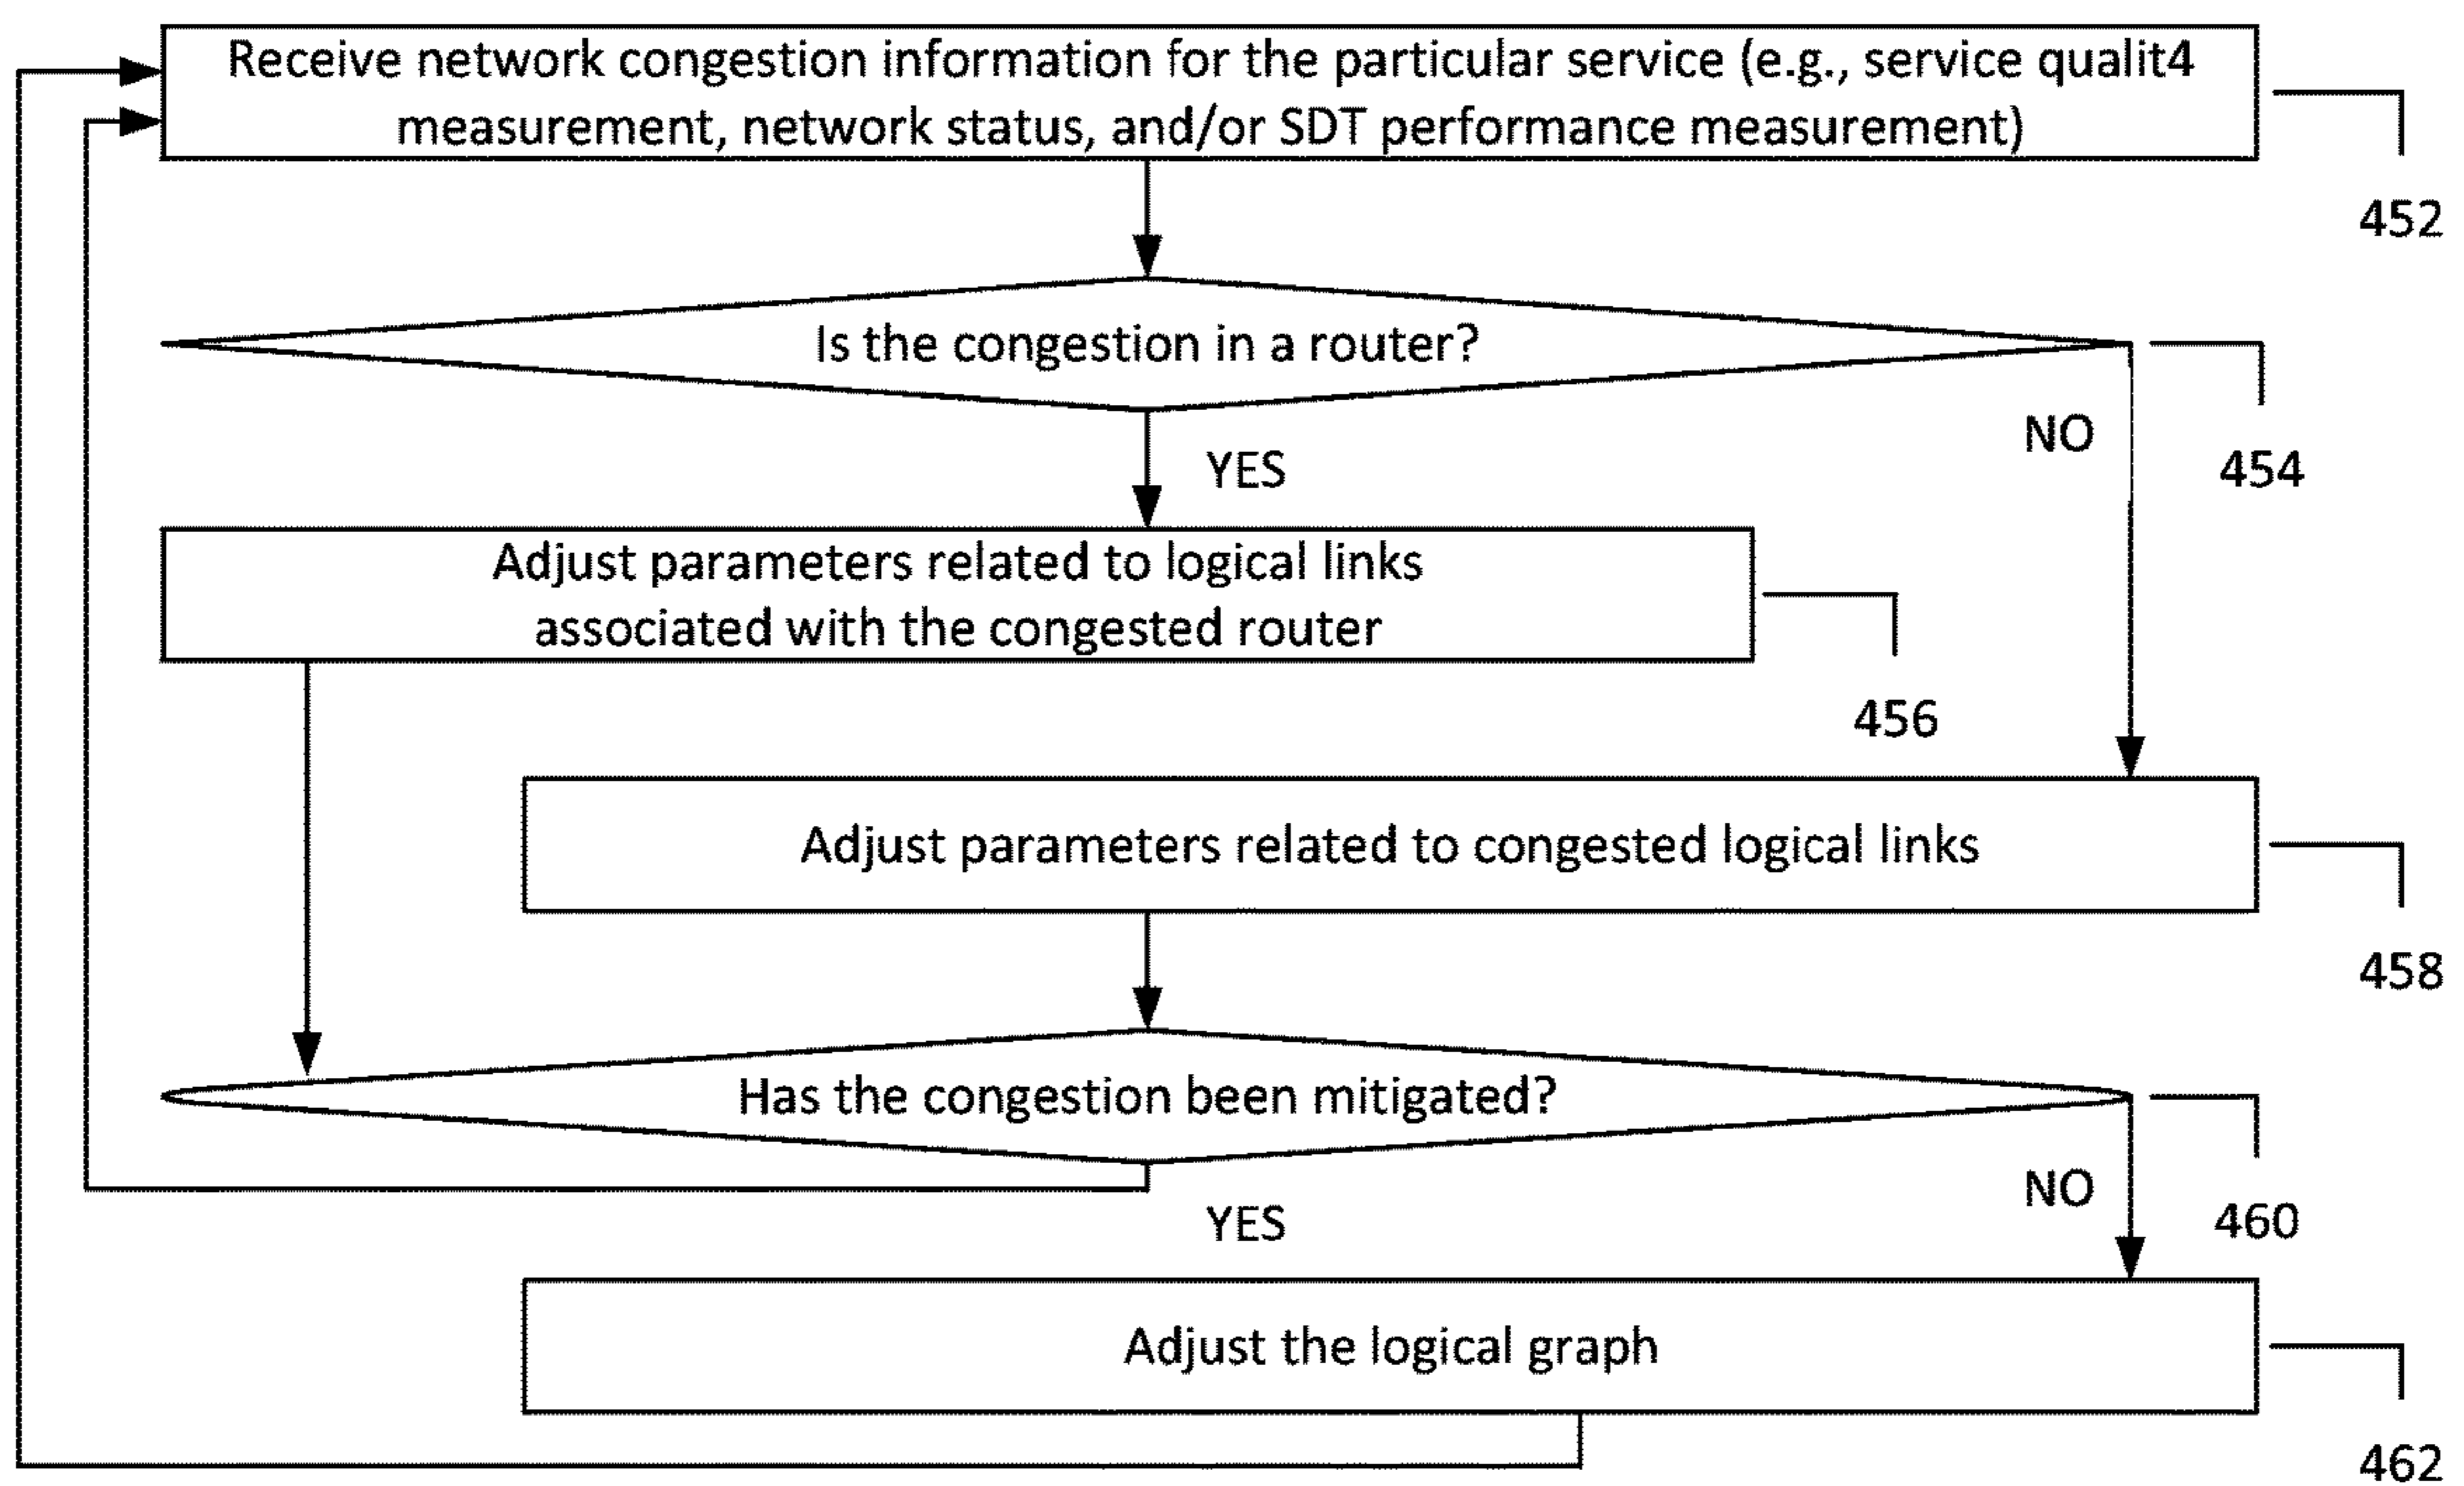 Receive network congestion information for the particular service (e.g., service qualit4
measurement, network status, and/or SDT performance measurement)
452
Is the congestion in a router?
NO
YES
454
Adjust parameters related to logical links
associated with the congested router
456
Adjust parameters related to congested logical links
458
Has the congestion been mitigated?
NO
YES
460
Adjust the logical graph
462